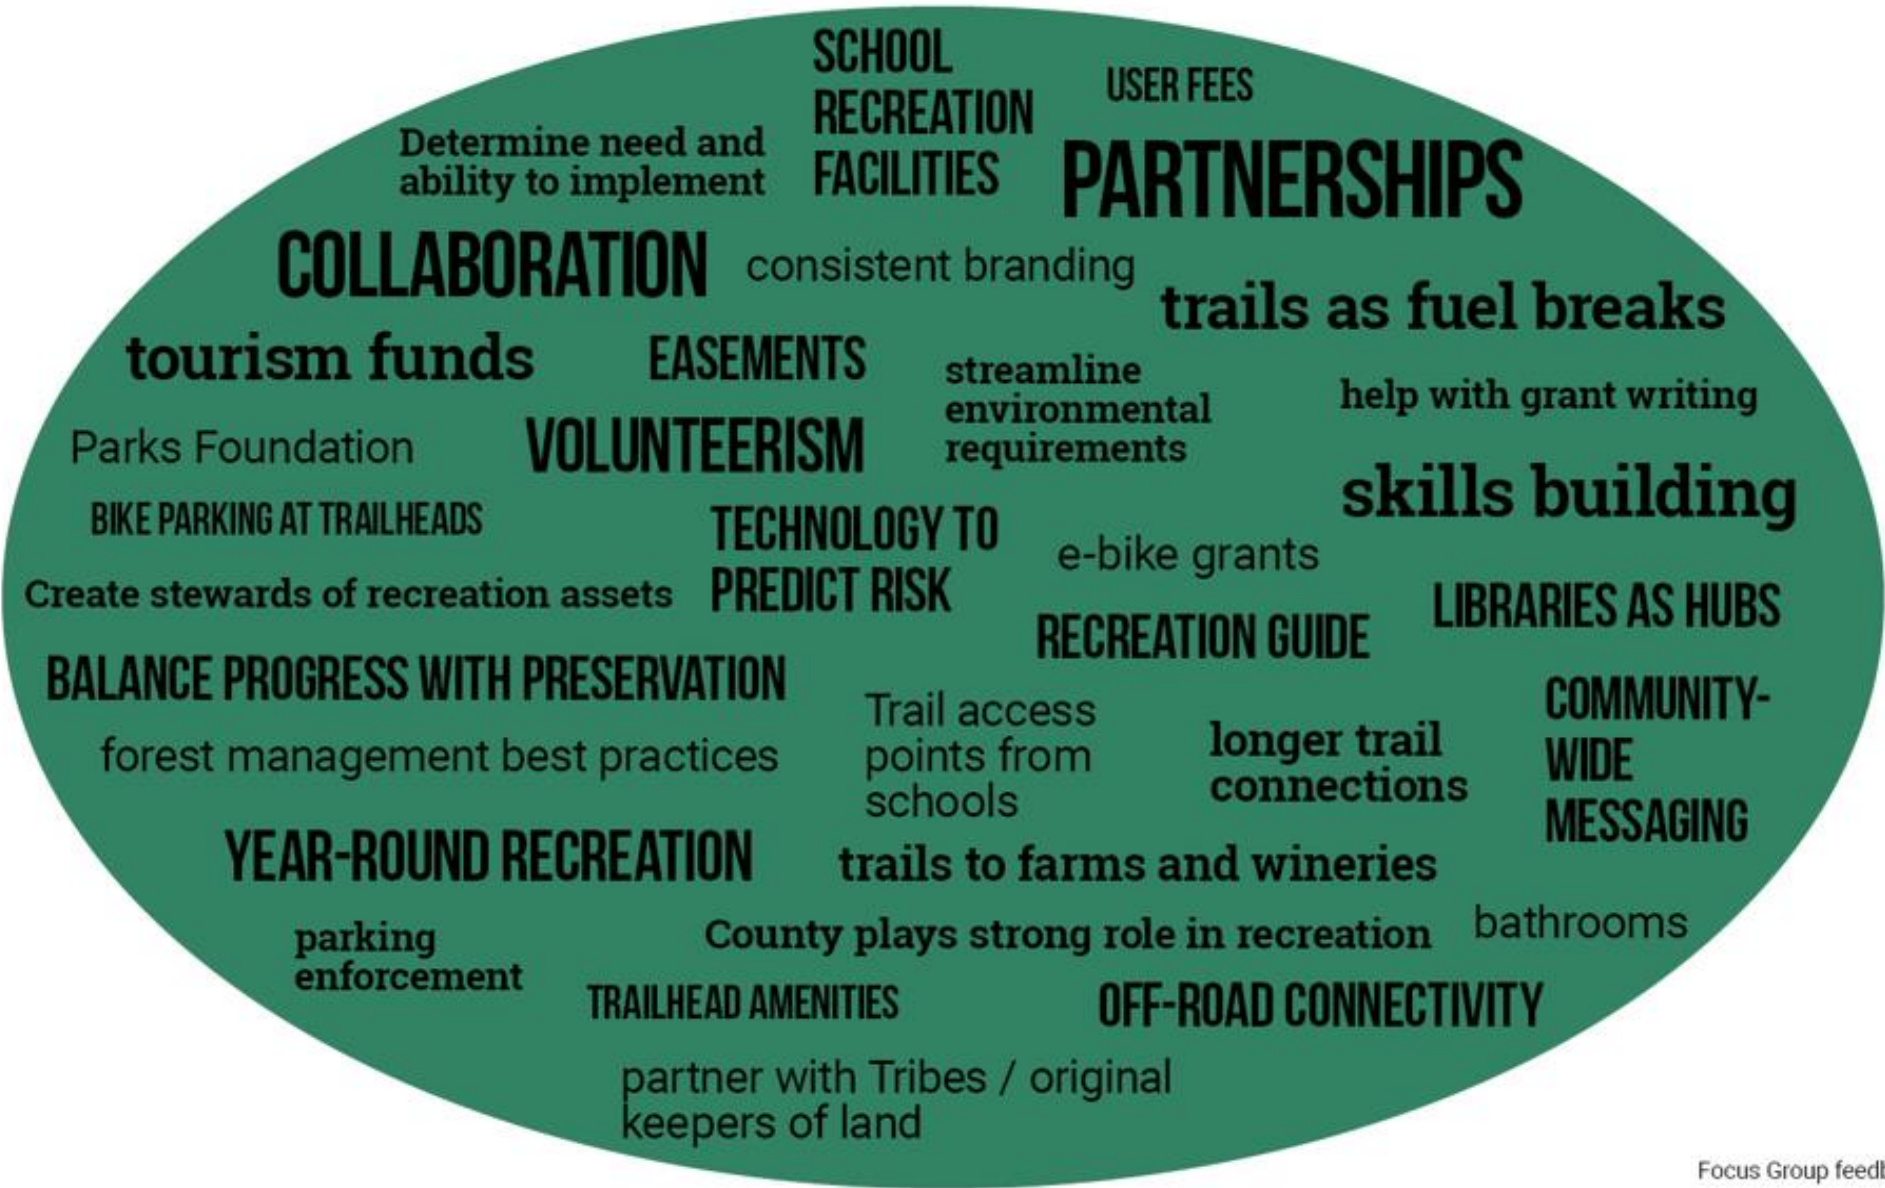 SCHOOL
RECREATION
FACILITIES
USER FEES
Determine need and
ability to implement
PARTNERSHIPS
COLLABORATION
consistent branding
trails as fuel breaks
tourism funds
EASEMENTS
streamline
environmental
requirements
help with grant writing
Parks Foundation
VOLUNTEERISM
skills building
BIKE PARKING AT TRAILHEADS
TECHNOLOGY TO
PREDICT RISK
e-bike grants
Create stewards of recreation assets
LIBRARIES AS HUBS
RECREATION GUIDE
BALANCE PROGRESS WITH PRESERVATION
COMMUNITY-
WIDE
MESSAGING
Trail access
points from
schools
longer trail
connections
forest management best practices
YEAR-ROUND RECREATION
trails to farms and wineries
parking
enforcement
County plays strong role in recreation
bathrooms
TRAILHEAD AMENITIES
OFF-ROAD CONNECTIVITY
partner with Tribes / original
keepers of land
Focus Group